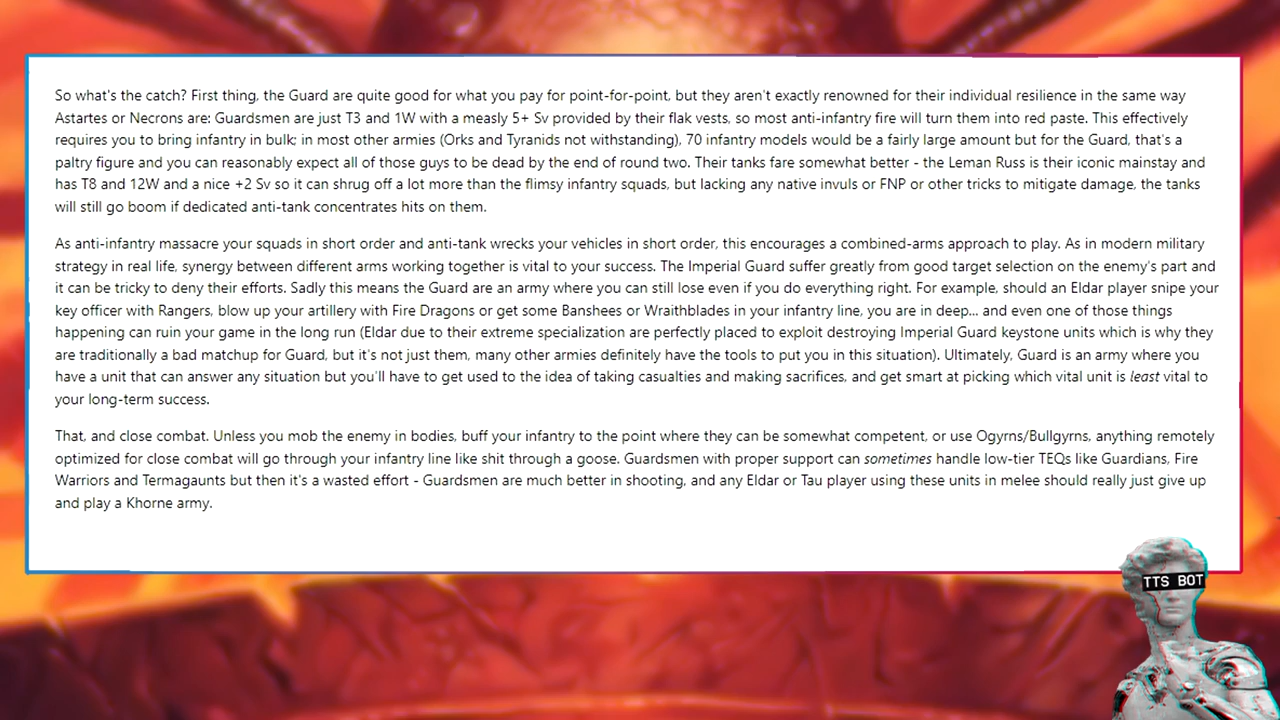 So what's the catch? First thing, the Guard are quite good for what you pay for point-for-point, but they aren't exactly renowned for their individual resilience in the same way
Astartes or Necrons are: Guardsmen are just T3 and 1W with a measly 5+ Sv provided by their flak vests, so most anti-infantry fire will turn them into red paste. This effectively
requires you to bring infantry in bulk; in most other armies (Orks and Tyranids not withstanding), 70 infantry models would be a fairly large amount but for the Guard, that's a
paltry figure and you can reasonably expect all of those guys to be dead by the end of round two. Their tanks fare somewhat better - the Leman Russ is their iconic mainstay and
has T8 and 12W and a nice +2 Sv so it can shrug off a lot more than the flimsy infantry squads, but lacking any native invuls or FNP or other tricks to mitigate damage, the tanks
will still go boom if dedicated anti-tank concentrates hits on them.
As anti-infantry massacre your squads in short order and anti-tank wrecks your vehicles in short order, this encourages a combined-arms approach to play. As in modern military
strategy in real life, synergy between different arms working together is vital to your success. The Imperial Guard suffer greatly from good target selection on the enemy's part and
it can be tricky to deny their efforts. Sadly this means the Guard are an army where you can still lose even if you do everything right. For example, should an Eldar player snipe your
key officer with Rangers, blow up your artillery with Fire Dragons or get some Banshees or Wraithblades in your infantry line, you are in deep... and even one of those things
happening can ruin your game in the long run (Eldar due to their extreme specialization are perfectly placed to exploit destroying Imperial Guard keystone units which is why they
are traditionally a bad matchup for Guard, but it's not just them, many other armies definitely have the tools to put you in this situation). Ultimately, Guard is an army where you
have a unit that can answer any situation but you'll have to get used to the idea of taking casualties and making sacrifices, and get smart at picking which vital unit is least vital to
your long-term success.
That, and close combat. Unless you mob the enemy in bodies, buff your infantry to the point where they can be somewhat competent, or use Ogyrns/Bullgyrns, anything remotely
optimized for close combat will go through your infantry line like shit through a goose. Guardsmen with proper support can sometimes handle low-tier TEQs like Guardians, Fire
Warriors and Termagaunts but then it's a wasted effort - Guardsmen are much better in shooting, and any Eldar or Tau player using these units in melee should really just give up
and play a Khorne army.
TTS BOT